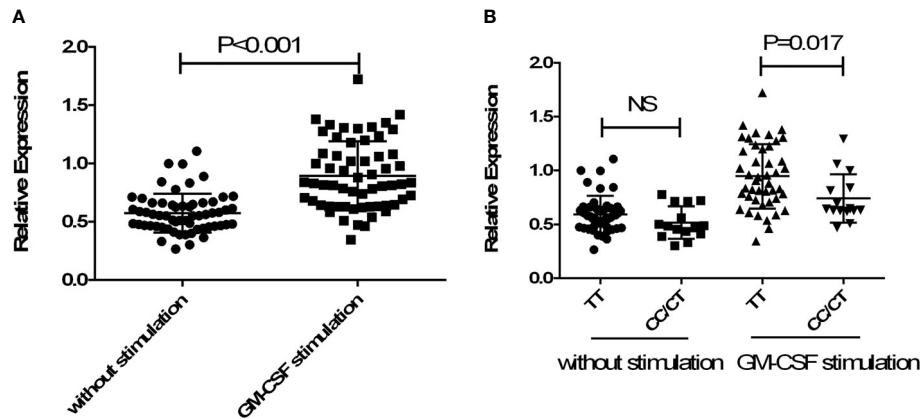 A
P<0.001
Relative Expression
2.0
1.5
1.0
0.5
0.0
without stimulation
GM-CSF stimulation
B
P=0.017
NS
Relative Expression
2.0
1.5
1.0
0.5
0.0
TT
CC/CT
TT
CC/CT
without stimulation
GM-CSF stimulation